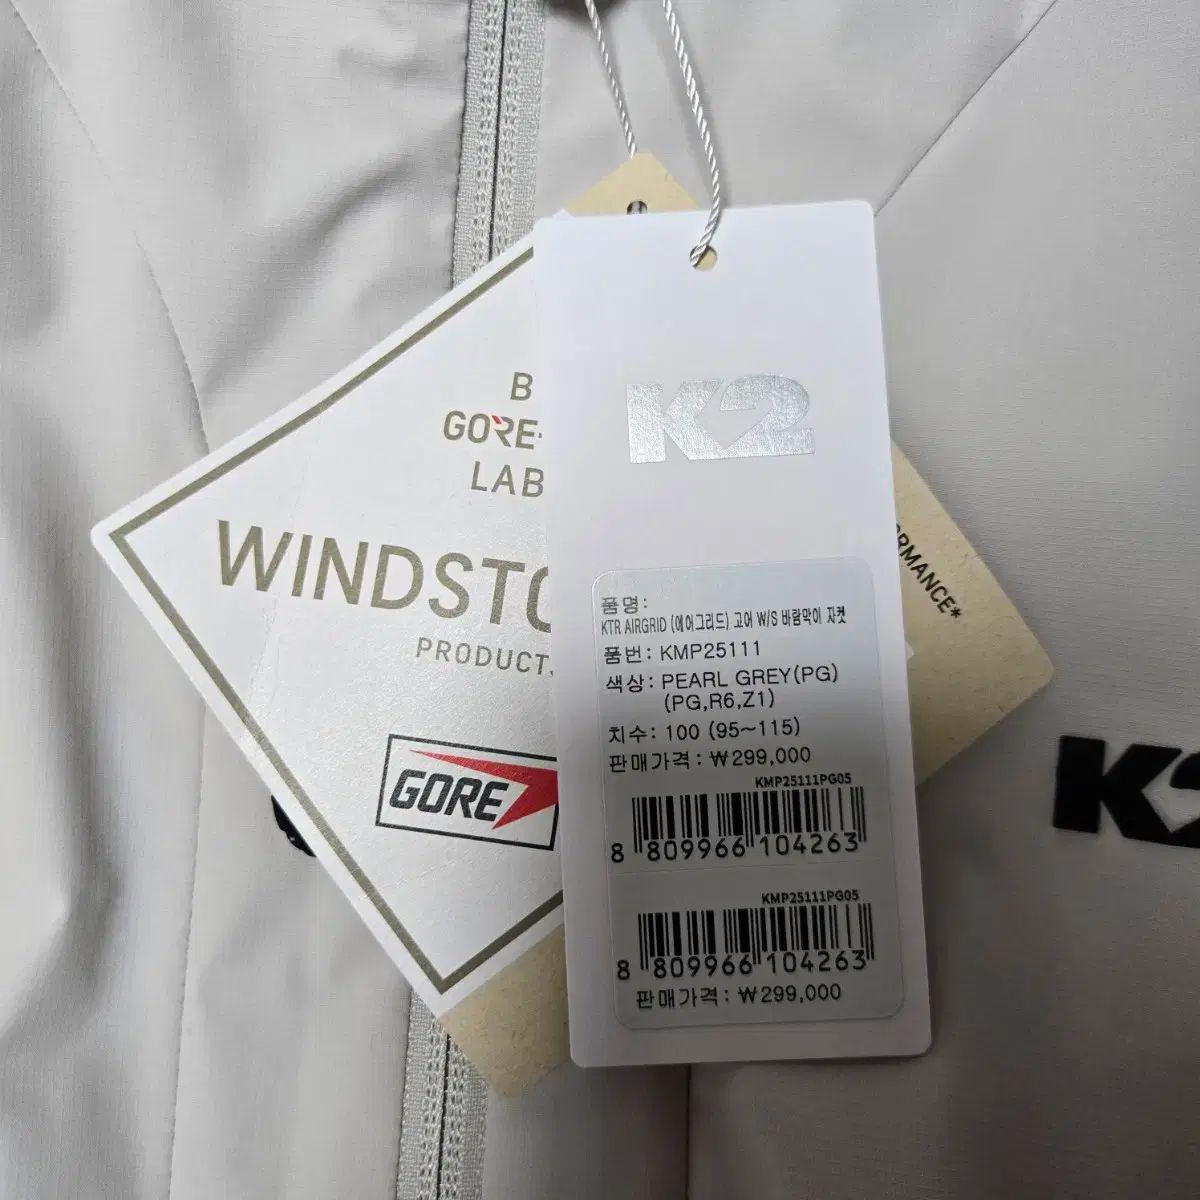 B
GORE-
LAB
WINDSTO
PRODUCT
GORE
ORMANCE*
K2
품명:
KTR AIRGRID (에어그리드) 고어 W/S 바람막이 자켓
품번: KMP25111
색상: PEARL GREY(PG)
(PG,R6,Z1)
치수: 100 (95~115)
판매가격: ₩299,000
KMP25111PG05
8 809966 104263
KMP25111PG05
8 809966 104263
판매가격: ₩299,000
K2